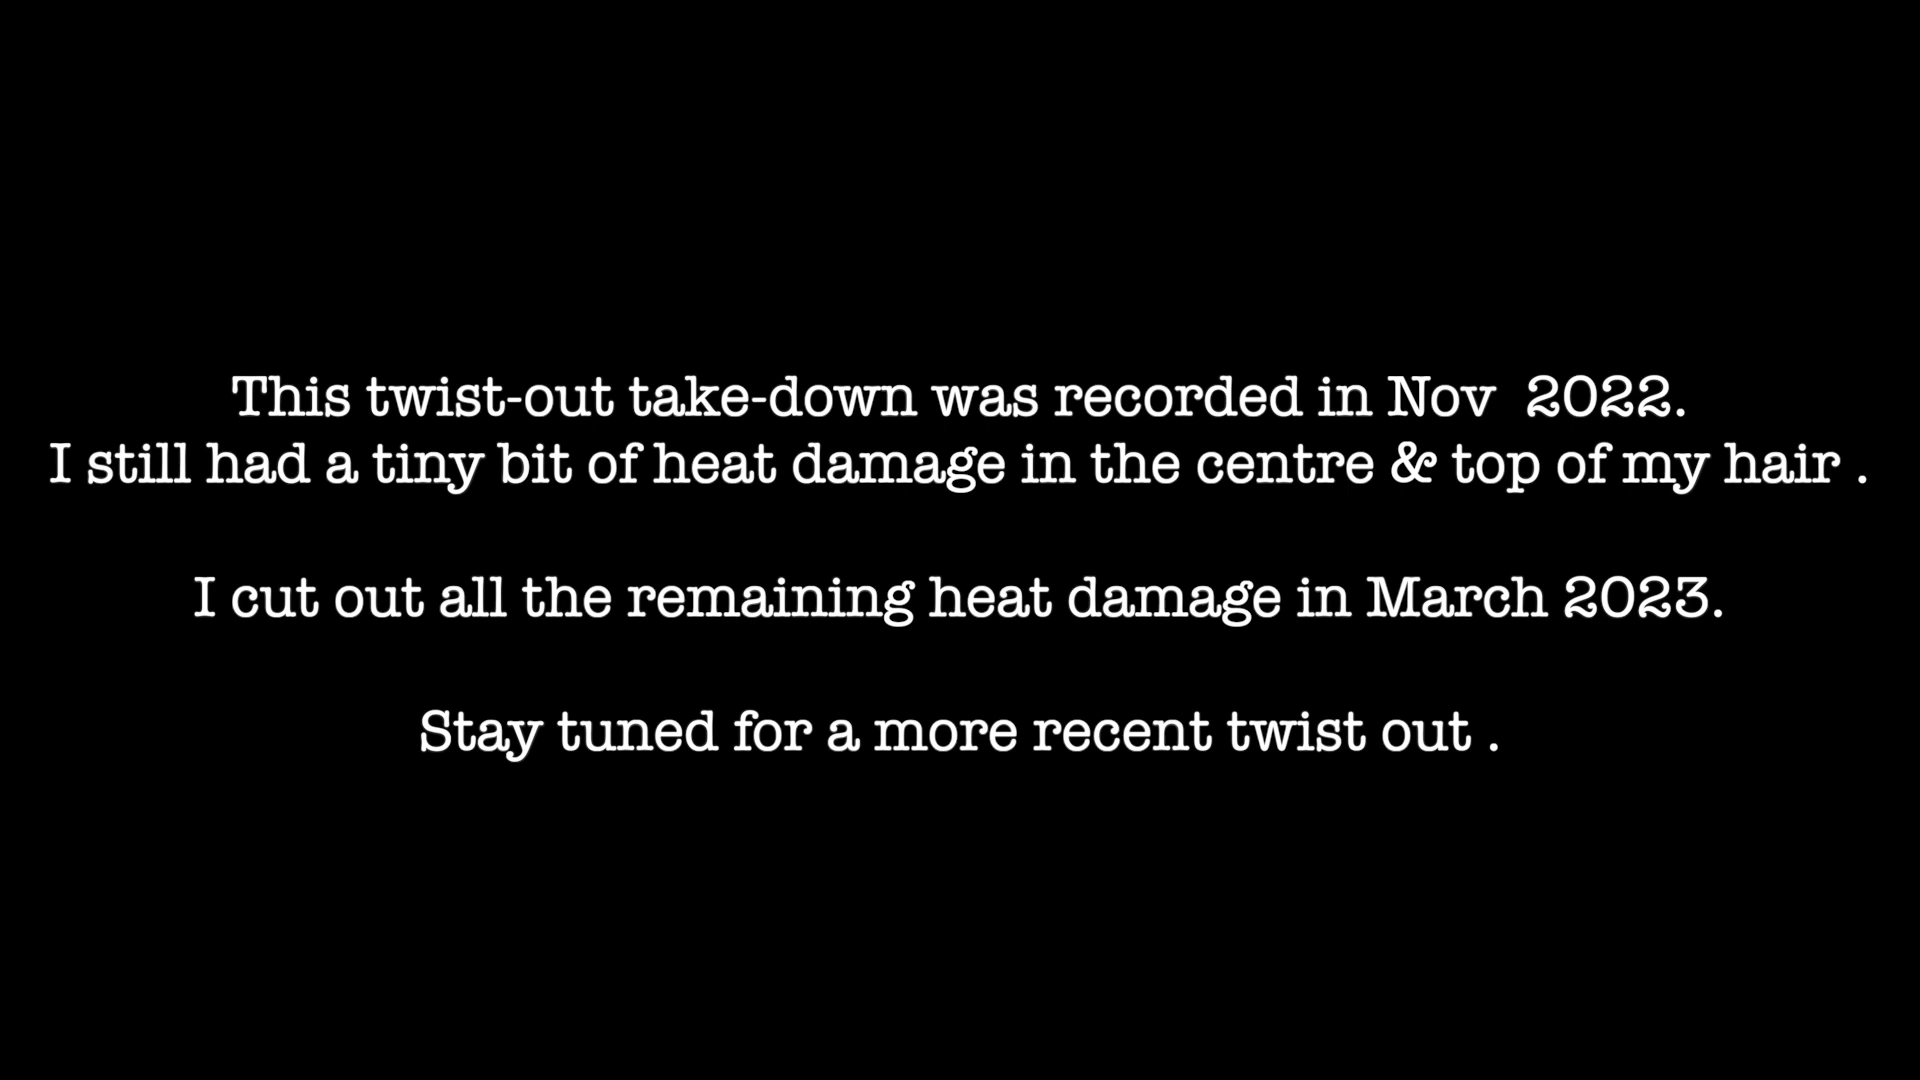 This twist-out take-down was recorded in Nov  2022.
I still had a tiny bit of heat damage in the centre & top of my hair .
I cut out all the remaining heat damage in March 2023.
Stay tuned for a more recent twist out .